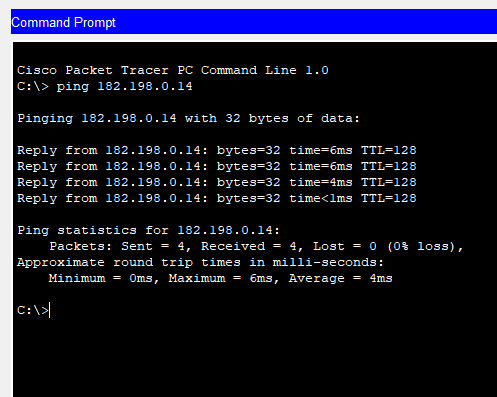 Command Prompt
Cisco Packet Tracer PC Command Line 1.0
C:\> ping 182.198.0.14
Pinging 182.198.0.14 with 32 bytes of data:
Reply from 182.198.0.14: bytes=32 time=6ms TTL=128
Reply from 182.198.0.14: bytes=32 time=6ms TTL=128
Reply from 182.198.0.14: bytes=32 time=4ms TTL=128
Reply from 182.198.0.14: bytes=32 time<1ms TTL=128
Ping statistics for 182.198.0.14:
Packets: Sent = 4, Received = 4, Lost = 0 (0% loss),
Approximate round trip times in milli-seconds:
Minimum = 0ms, Maximum = 6ms, Average = 4ms
C:\>